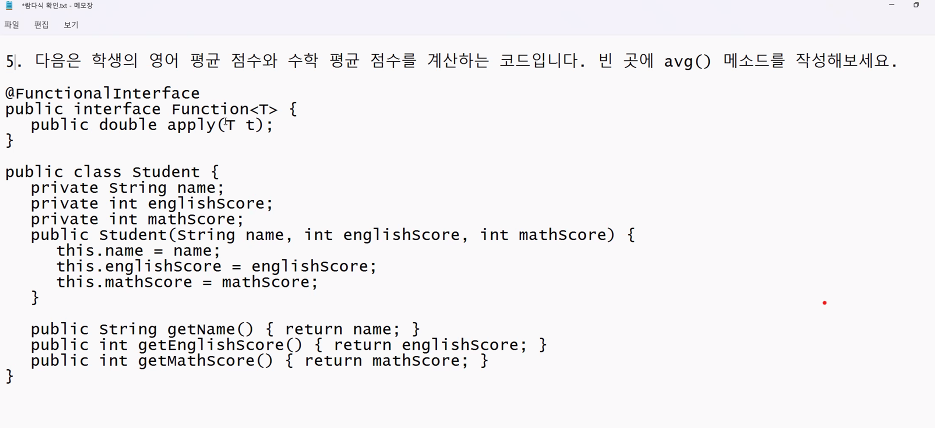 *람다식 확인.txt - 메모장
파일 편집 보기
5. 다음은 학생의 영어 평균 점수와 수학 평균 점수를 계산하는 코드입니다. 빈 곳에 avg() 메소드를 작성해보세요.
@FunctionalInterface
public interface Function<T> {
public double apply(T t);
}
public class Student {
private String name;
private int englishScore;
private int mathScore;
public Student(String name, int englishScore, int mathScore) {
this.name = name;
this.englishScore = englishScore;
this.mathScore = mathScore;
}
public String getName() { return name; }
public int getEnglishScore() { return englishScore; }
public int getMathScore() { return mathScore; }
}